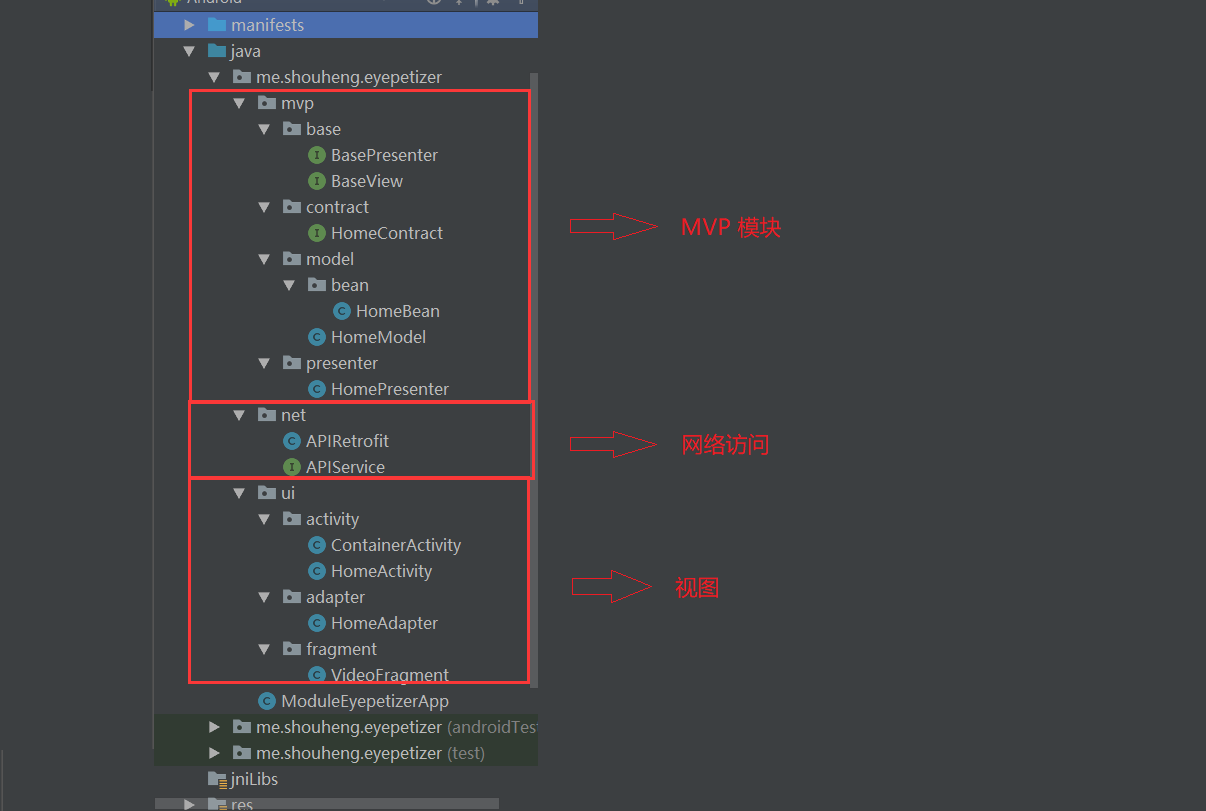 Android
manifests
java
me.shouheng.eyepetizer
mvp
base
BasePresenter
BaseView
contract
HomeContract
MVP 模块
model
bean
HomeBean
HomeModel
presenter
HomePresenter
net
APIRetrofit
网络访问
APIService
ui
activity
ContainerActivity
HomeActivity
视图
adapter
HomeAdapter
fragment
VideoFragment
ModuleEyepetizerApp
me.shouheng.eyepetizer (androidTes
me.shouheng.eyepetizer (test)
jniLibs
res